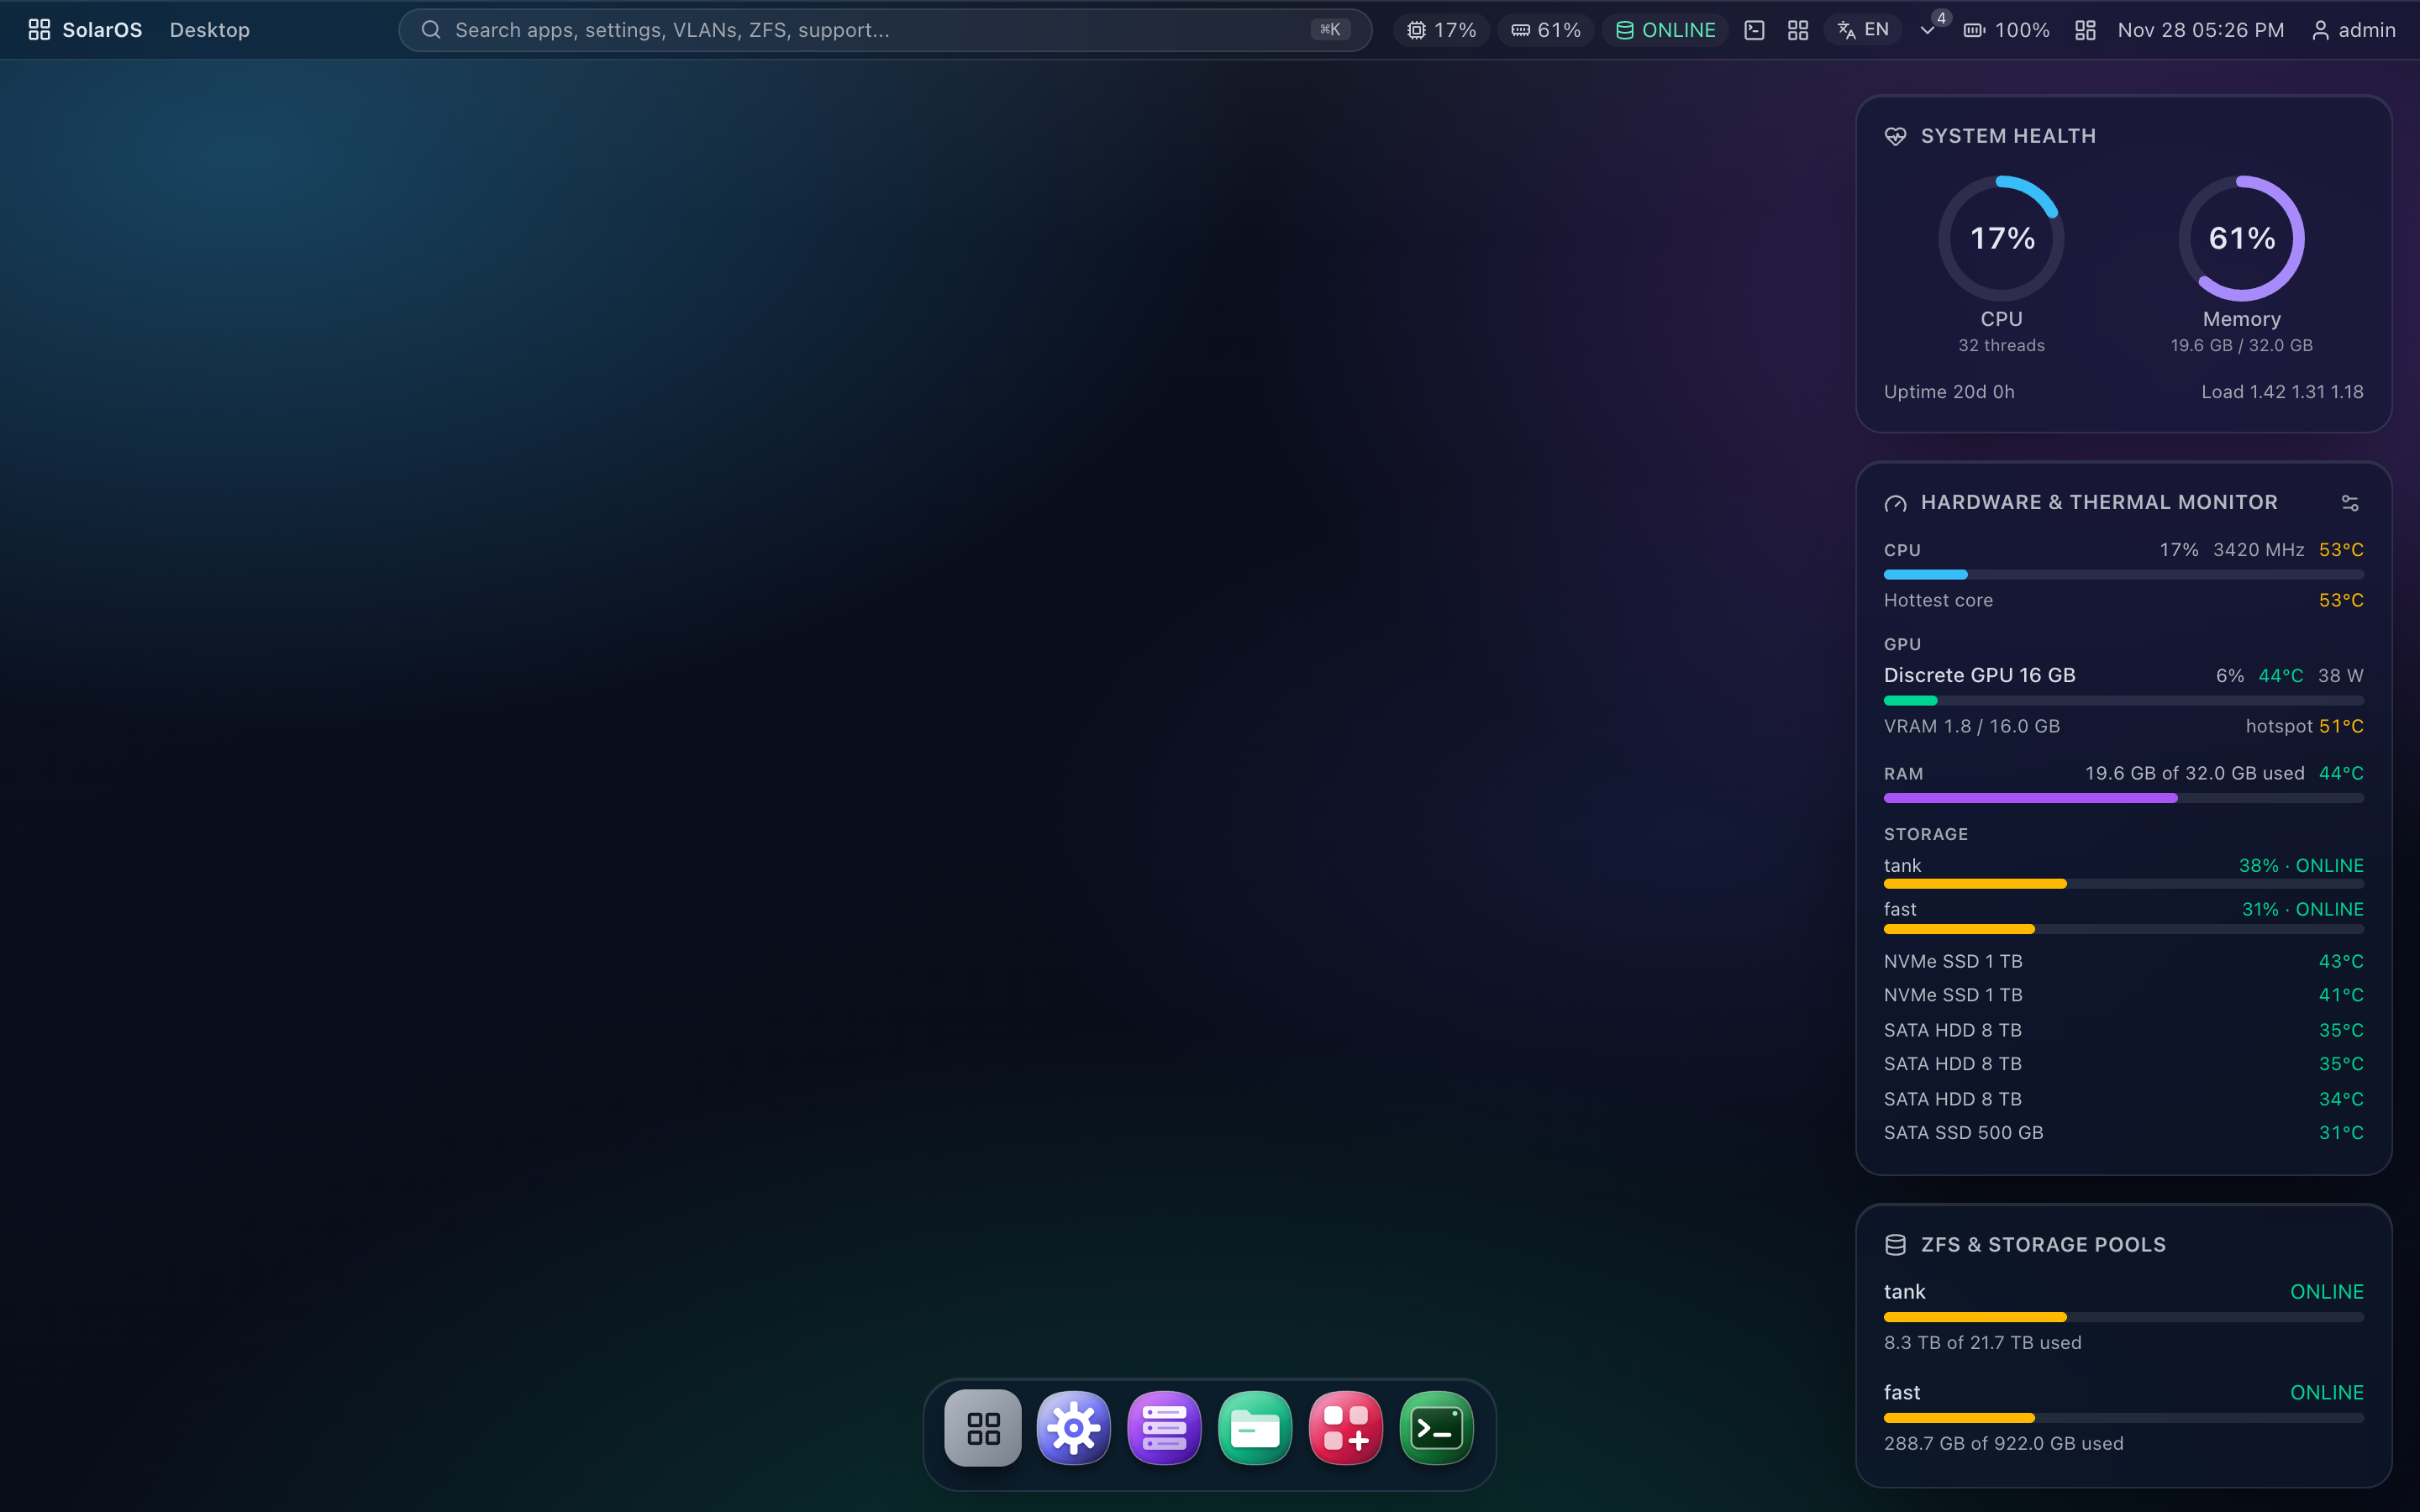 SolarOS Desktop Search apps, settings, VLANs, ZFS, support... ⌘K 17% 61% ONLINE EN 4 100% Nov 28 05:26 PM admin
SYSTEM HEALTH
17% 61%
CPU Memory
32 threads 19.6 GB / 32.0 GB
Uptime 20d 0h Load 1.42 1.31 1.18
HARDWARE & THERMAL MONITOR
CPU 17% 3420 MHz 53°C
Hottest core 53°C
GPU
Discrete GPU 16 GB 6% 44°C 38 W
VRAM 1.8 / 16.0 GB hotspot 51°C
RAM 19.6 GB of 32.0 GB used 44°C
STORAGE
tank 38% · ONLINE
fast 31% · ONLINE
NVMe SSD 1 TB 43°C
NVMe SSD 1 TB 41°C
SATA HDD 8 TB 35°C
SATA HDD 8 TB 35°C
SATA HDD 8 TB 34°C
SATA SSD 500 GB 31°C
ZFS & STORAGE POOLS
tank ONLINE
8.3 TB of 21.7 TB used
fast ONLINE
288.7 GB of 922.0 GB used